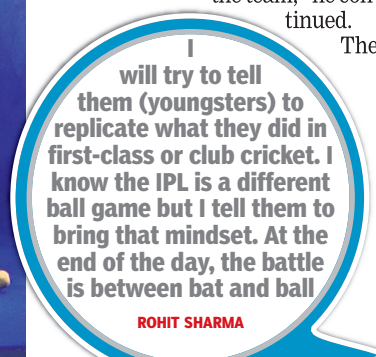 the team," he con
tinued.
The
I
will try to tell
them (youngsters) to
replicate what they did in
first-class or club cricket. I
know the IPL is a different
ball game but I tell them to
bring that mindset. At the
end of the day, the battle
is between bat and ball
ROHIT SHARMA